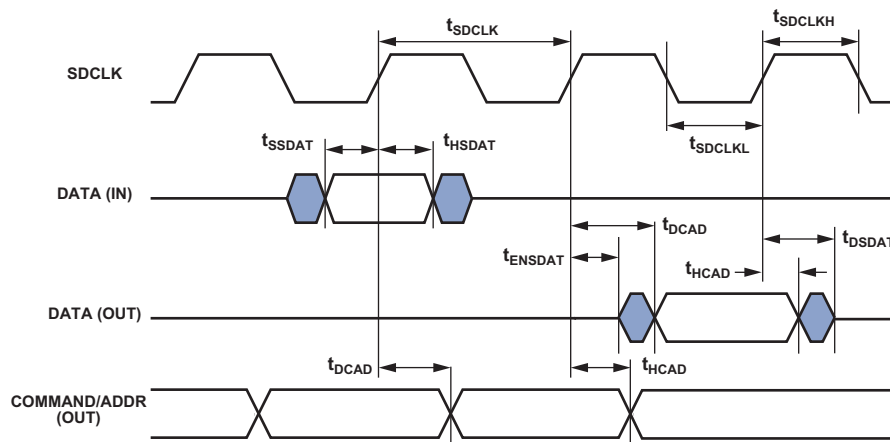 tSDCLK
tSDCLKH
SDCLK
tSSDAT
tHSDAT
tSDCLKL
DATA (IN)
tDCAD
tDSDAT
tENSDAT
tHCAD
DATA (OUT)
tDCAD
tHCAD
COMMAND/ADDR
(OUT)